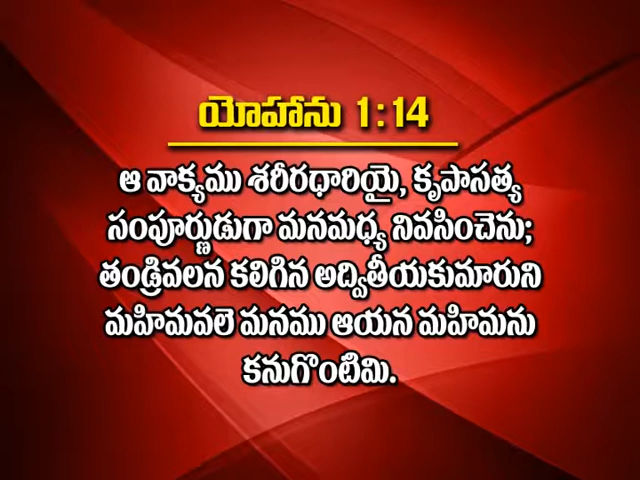 యోహాను 1:14
ఆ వాక్యము శరీరధారియై, కృపాసత్య
సంపూర్ణుడుగా మనమధ్య నివసించెను;
తండ్రివలన కలిగిన అద్వితీయకుమారుని
మహిమవలె మనము ఆయన మహిమను
కనుగొంటిమి.